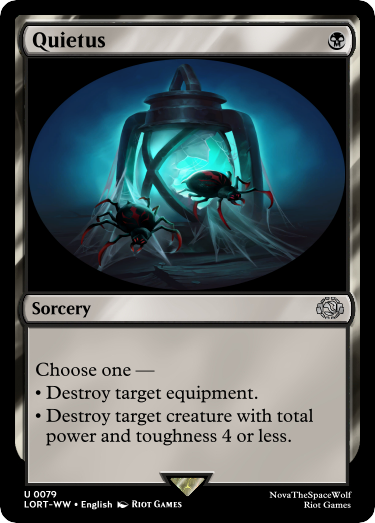 Quietus
Sorcery
Choose one —
• Destroy target equipment.
• Destroy target creature with total
power and toughness 4 or less.
U 0079
LORT-WW • English RIOT GAMES
NovaTheSpaceWolf
Riot Games